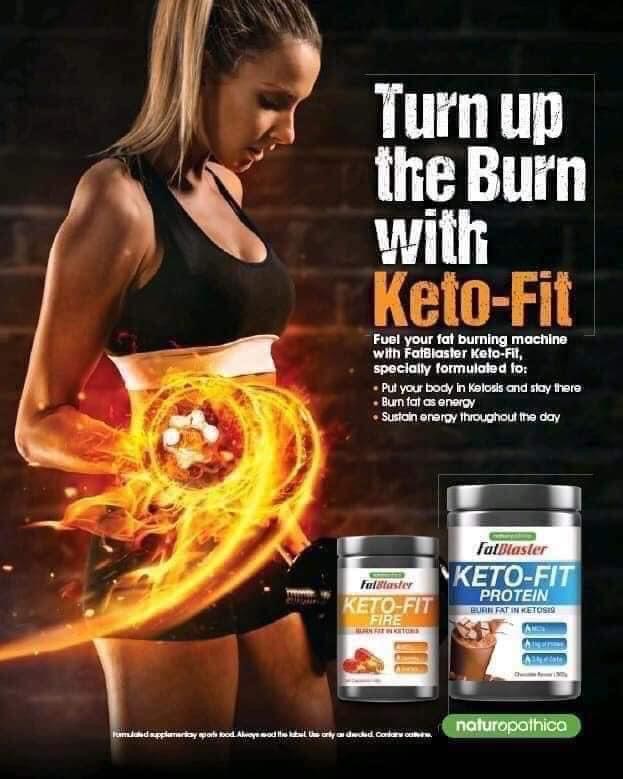 Turn up
the Burn
with
Keto-Fit
Fuel your fat burning machine
with FatBlaster Keto-Fit,
specially formulated to:
• Put your body in Ketosis and stay there
• Burn fat as energy
• Sustain energy throughout the day
naturopathica
FatBlaster
KETO-FIT
PROTEIN
BURN FAT IN KETOSIS
FatBlaster
KETO-FIT
FIRE
BURN FAT IN KETOSIS
naturopathica
Formulated supplementary sports food. Always read the label. Use only as directed. Contains caffeine.